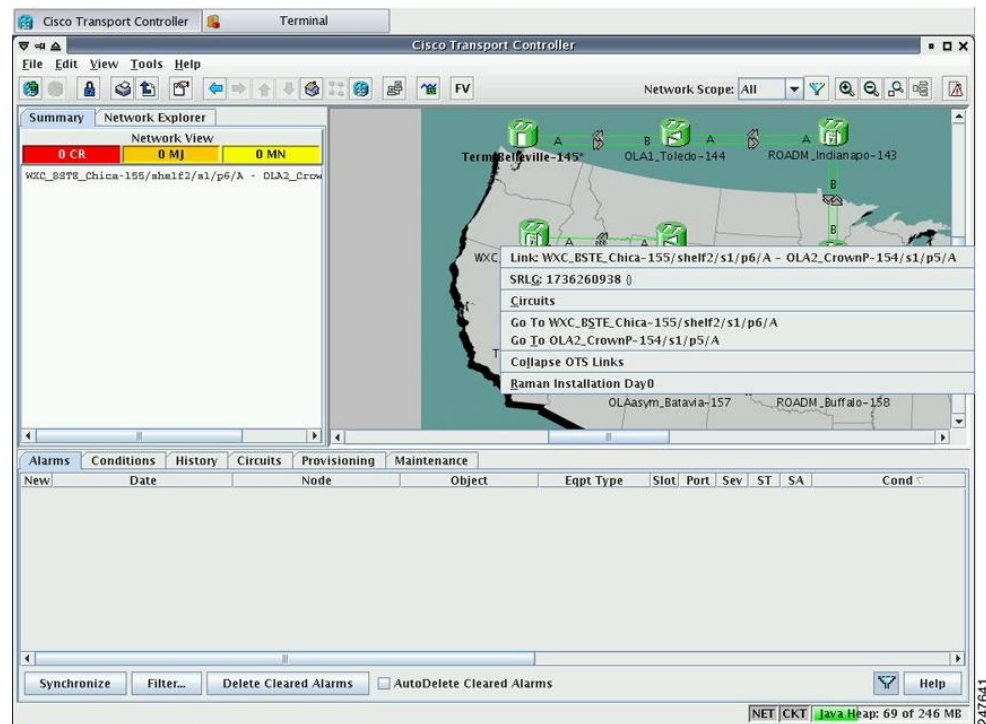 Cisco Transport Controller
Terminal
Cisco Transport Controller
File Edit View Tools Help
FV
Network Scope: All
Summary Network Explorer
Network View
0 CR 0 MJ 0 MN
WXC_BSTE_Chica-155/shelf2/s1/p6/A - OLA2_Crow
A B A A
Term_Belleville-145* OLA1_Toledo-144 ROADM_Indianapo-143
B
B
A
WXC
Link: WXC_BSTE_Chica-155/shelf2/s1/p6/A - OLA2_CrownP-154/s1/p5/A
SRLG: 1736260938 ()
Circuits
Go To WXC_BSTE_Chica-155/shelf2/s1/p6/A
Go To OLA2_CrownP-154/s1/p5/A
T
Collapse OTS Links
Raman Installation Day0
OLAasym_Batavia-157 ROADM_Buffalo-158
Alarms Conditions History Circuits Provisioning Maintenance
New Date Node Object Eqpt Type Slot Port Sev ST SA Cond
Synchronize Filter... Delete Cleared Alarms AutoDelete Cleared Alarms Help
NET CKT Java Heap: 69 of 246 MB
247641